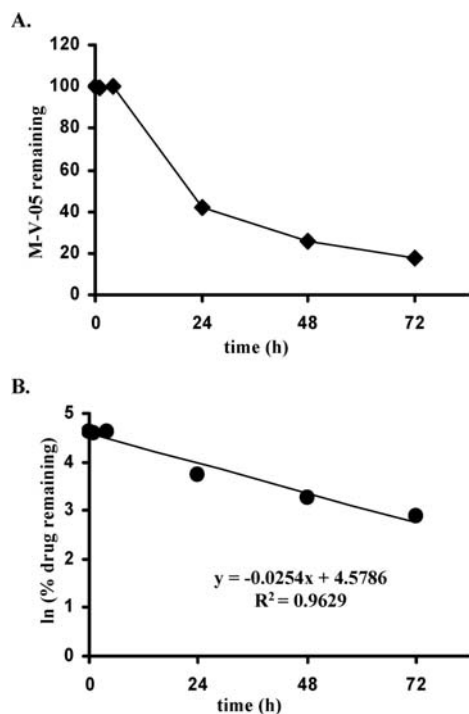 A.
120
100
80
60
40
20
0
M-V-05 remaining
0 24 48 72
time (h)
B.
5
4
3
2
1
0
ln (% drug remaining)
y = -0.0254x + 4.5786
R² = 0.9629
0 24 48 72
time (h)